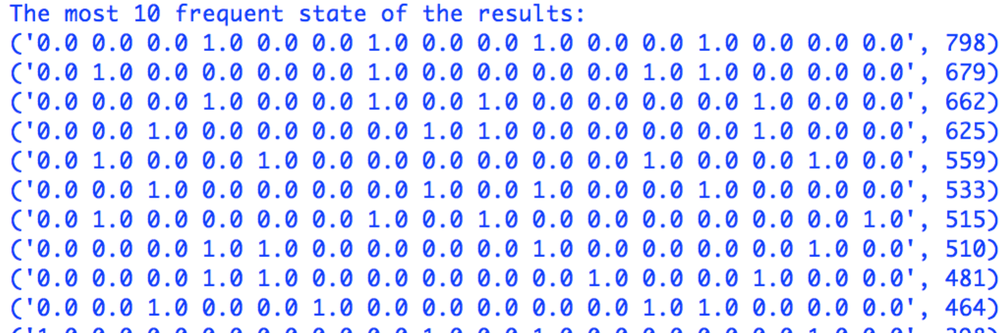 The most 10 frequent state of the results:
('0.0 0.0 0.0 1.0 0.0 0.0 1.0 0.0 0.0 1.0 0.0 0.0 1.0 0.0 0.0 0.0', 798)
('0.0 1.0 0.0 0.0 0.0 0.0 1.0 0.0 0.0 0.0 0.0 1.0 1.0 0.0 0.0 0.0', 679)
('0.0 0.0 0.0 1.0 0.0 0.0 1.0 0.0 1.0 0.0 0.0 0.0 0.0 1.0 0.0 0.0', 662)
('0.0 0.0 1.0 0.0 0.0 0.0 0.0 1.0 1.0 0.0 0.0 0.0 0.0 1.0 0.0 0.0', 625)
('0.0 1.0 0.0 0.0 1.0 0.0 0.0 0.0 0.0 0.0 0.0 1.0 0.0 0.0 1.0 0.0', 559)
('0.0 0.0 1.0 0.0 0.0 0.0 0.0 1.0 0.0 1.0 0.0 0.0 1.0 0.0 0.0 0.0', 533)
('0.0 1.0 0.0 0.0 0.0 0.0 1.0 0.0 1.0 0.0 0.0 0.0 0.0 0.0 0.0 1.0', 515)
('0.0 0.0 0.0 1.0 1.0 0.0 0.0 0.0 0.0 1.0 0.0 0.0 0.0 0.0 1.0 0.0', 510)
('0.0 0.0 0.0 1.0 1.0 0.0 0.0 0.0 0.0 0.0 1.0 0.0 0.0 1.0 0.0 0.0', 481)
('0.0 0.0 1.0 0.0 0.0 1.0 0.0 0.0 0.0 0.0 0.0 1.0 1.0 0.0 0.0 0.0', 464)